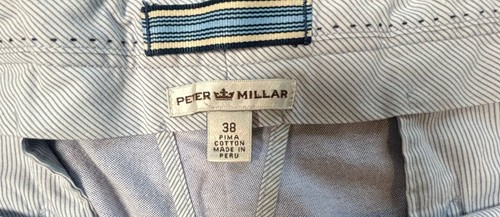 PETER MILLAR
38
PIMA
COTTON
MADE IN
PERU